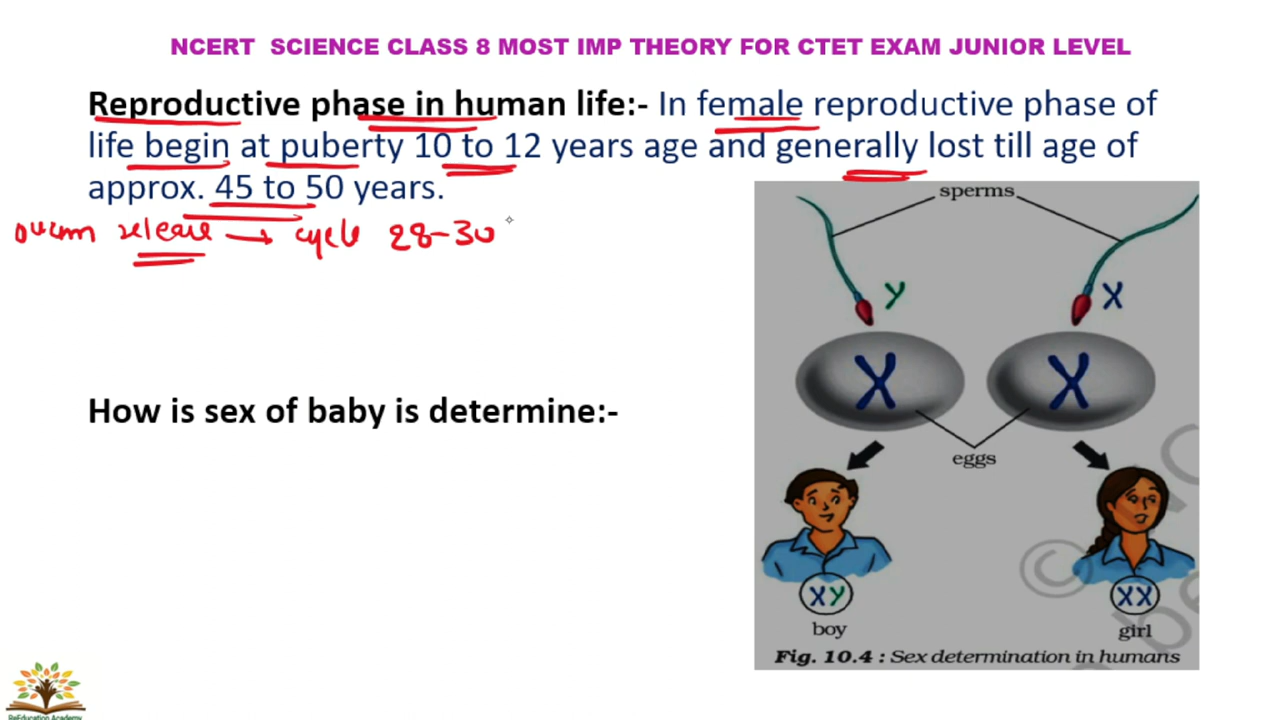 NCERT SCIENCE CLASS 8 MOST IMP THEORY FOR CTET EXAM JUNIOR LEVEL
Reproductive phase in human life:- In female reproductive phase of
life begin at puberty 10 to 12 years age and generally lost till age of
approx. 45 to 50 years.
release → cycle 28-30
How is sex of baby is determine:-
sperms
Y
X
X
X
eggs
XY
XX
boy
girl
Fig. 10.4 : Sex determination in humans
ReEducation Academy